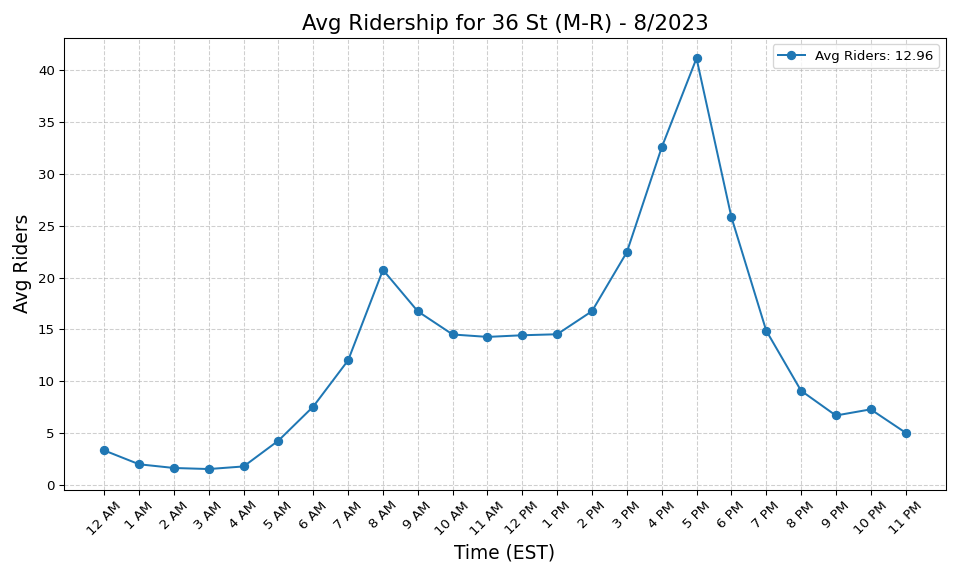 Avg Ridership for 36 St (M-R) - 8/2023
Avg Riders: 12.96
Avg Riders
40
35
30
25
20
15
10
5
0
12 AM
1 AM
2 AM
3 AM
4 AM
5 AM
6 AM
7 AM
8 AM
9 AM
10 AM
11 AM
12 PM
1 PM
2 PM
3 PM
4 PM
5 PM
6 PM
7 PM
8 PM
9 PM
10 PM
11 PM
Time (EST)